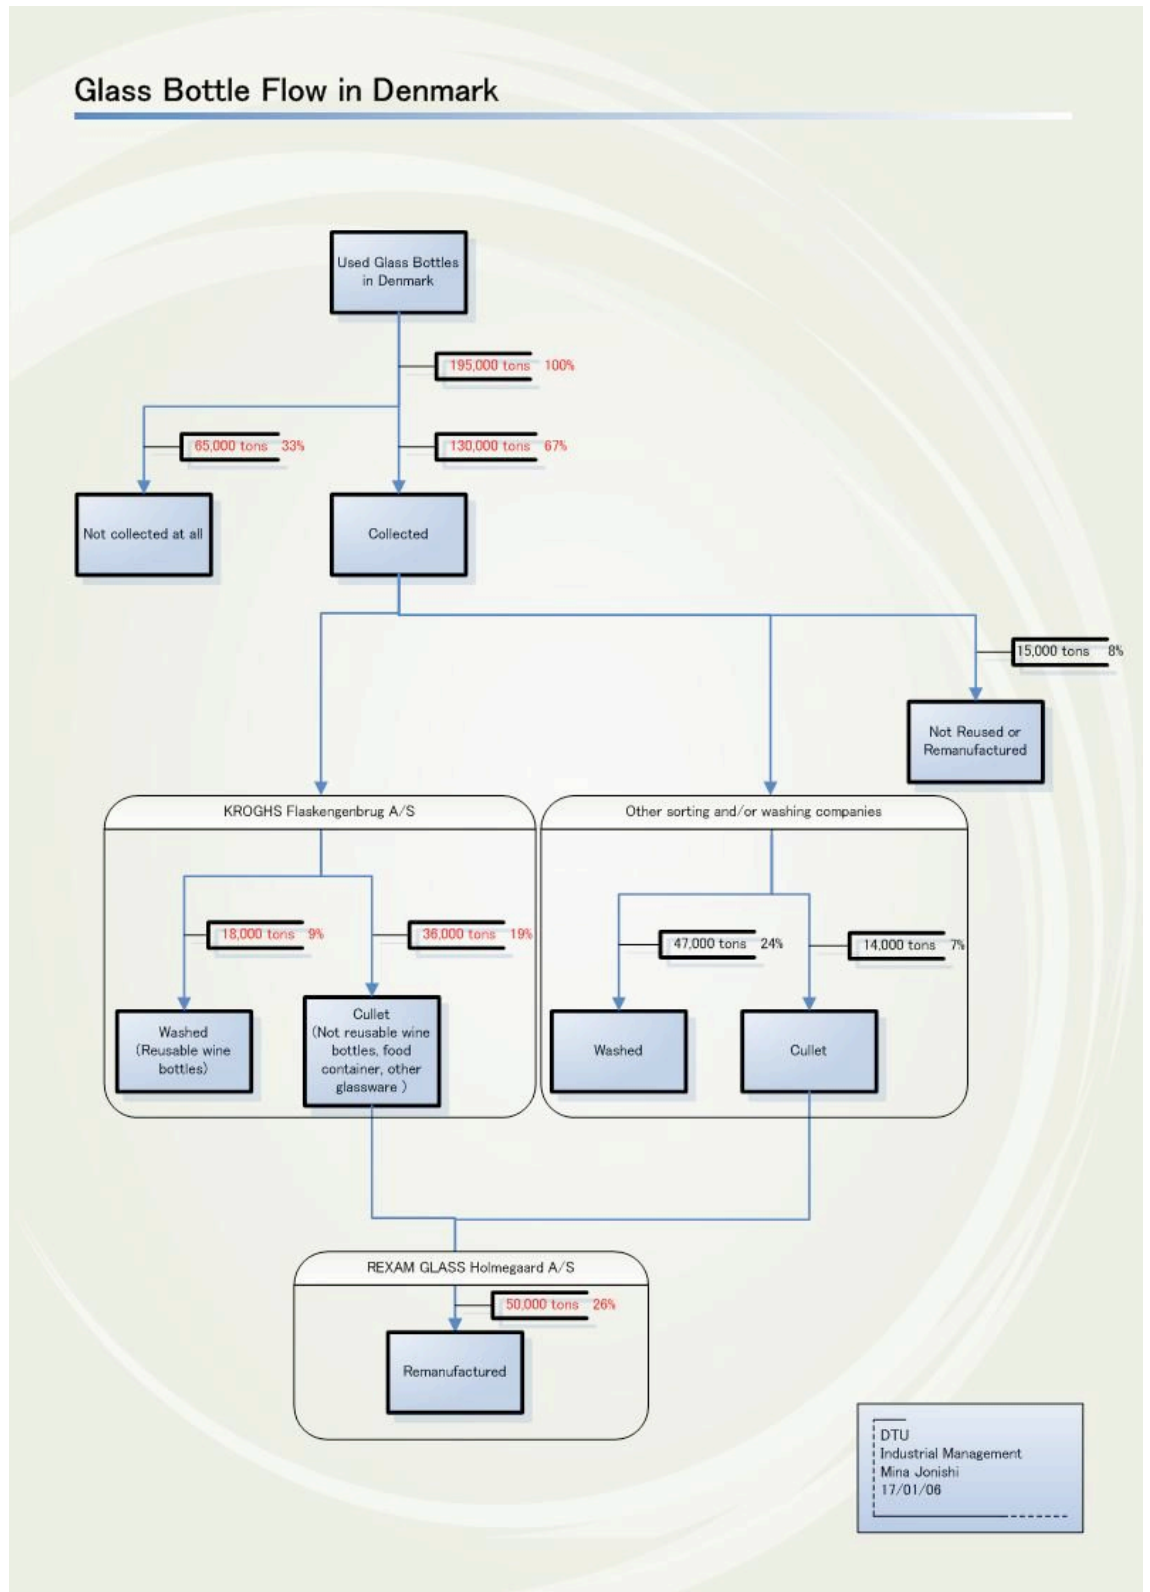 Glass Bottle Flow in Denmark
Used Glass Bottles
in Denmark
195,000 tons 100%
65,000 tons 33%
130,000 tons 67%
Not collected at all
Collected
15,000 tons 8%
Not Reused or
Remanufactured
KROGHS Flaskengenbrug A/S
Other sorting and/or washing companies
18,000 tons 9%
36,000 tons 19%
47,000 tons 24%
14,000 tons 7%
Washed
(Reusable wine
bottles)
Cullet
(Not reusable wine
bottles, food
container, other
glassware )
Washed
Cullet
REXAM GLASS Holmegaard A/S
50,000 tons 26%
Remanufactured
DTU
Industrial Management
Mina Jonishi
17/01/06